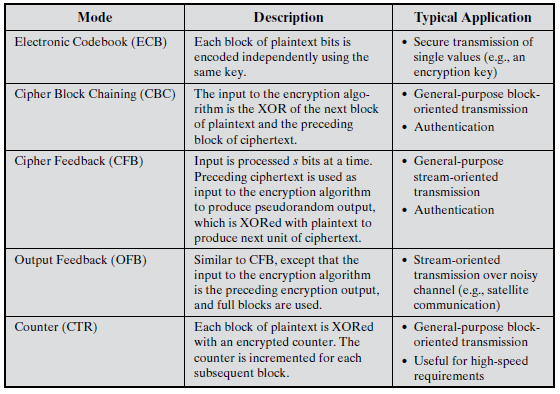 Mode Description Typical Application
Electronic Codebook (ECB)
Each block of plaintext bits is
encoded independently using the
same key.
• Secure transmission of
single values (e.g., an
encryption key)
Cipher Block Chaining (CBC)
The input to the encryption algo-
rithm is the XOR of the next block
of plaintext and the preceding
block of ciphertext.
• General-purpose block-
oriented transmission
• Authentication
Cipher Feedback (CFB)
Input is processed s bits at a time.
Preceding ciphertext is used as
input to the encryption algorithm
to produce pseudorandom output,
which is XORed with plaintext to
produce next unit of ciphertext.
• General-purpose
stream-oriented
transmission
• Authentication
Output Feedback (OFB)
Similar to CFB, except that the
input to the encryption algorithm
is the preceding encryption output,
and full blocks are used.
• Stream-oriented
transmission over noisy
channel (e.g., satellite
communication)
Counter (CTR)
Each block of plaintext is XORed
with an encrypted counter. The
counter is incremented for each
subsequent block.
• General-purpose block-
oriented transmission
• Useful for high-speed
requirements